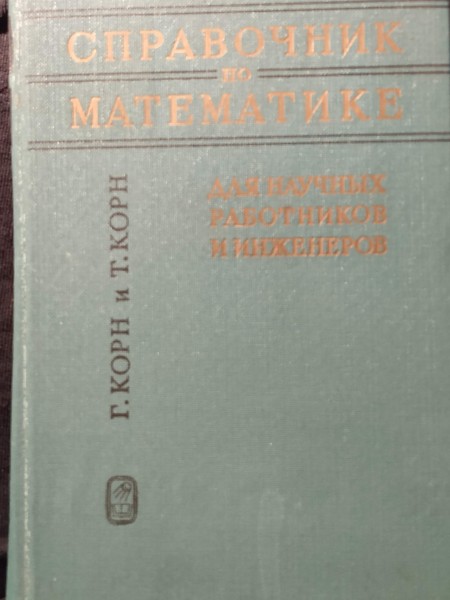 СПРАВОЧНИК
ПО
МАТЕМАТИКЕ
ДЛЯ НАУЧНЫХ
РАБОТНИКОВ
И ИНЖЕНЕРОВ
Г. КОРН и Т. КОРН